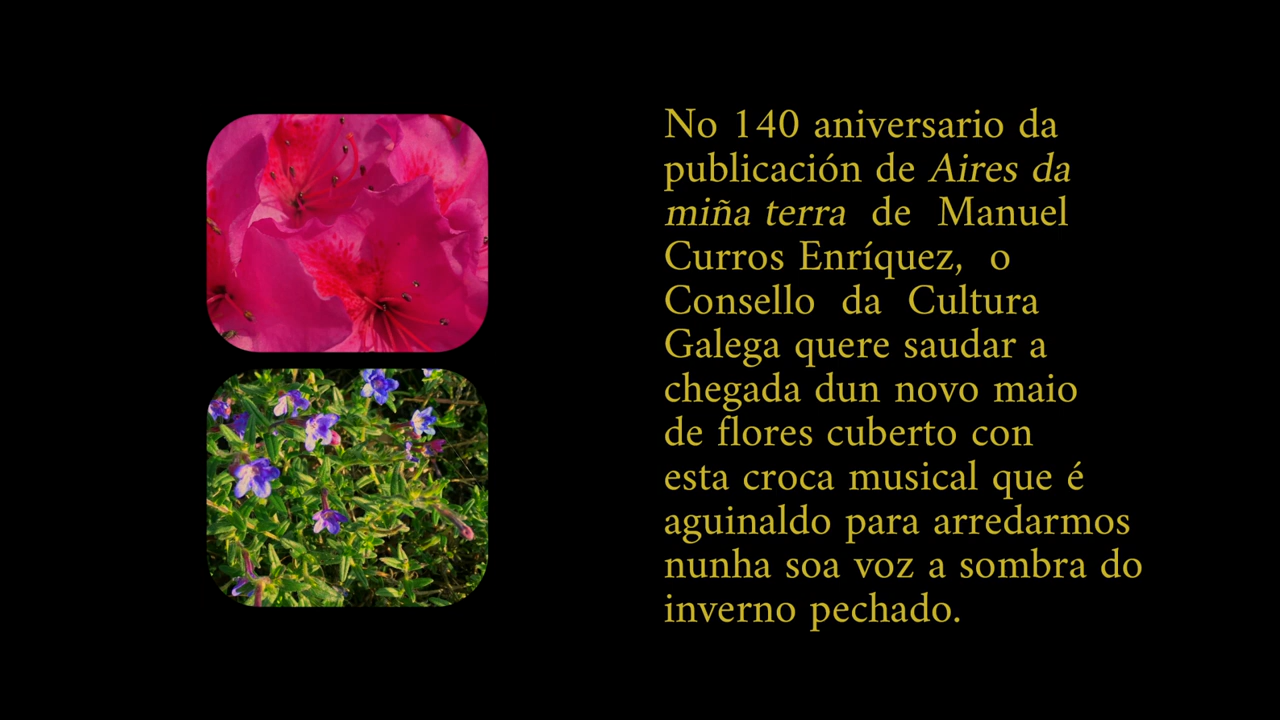 No 140 aniversario da
publicación de Aires da
miña terra de Manuel
Curros Enríquez, o
Consello da Cultura
Galega quere saudar a
chegada dun novo maio
de flores cuberto con
esta croca musical que é
aguinaldo para arredarmos
nunha soa voz a sombra do
inverno pechado.